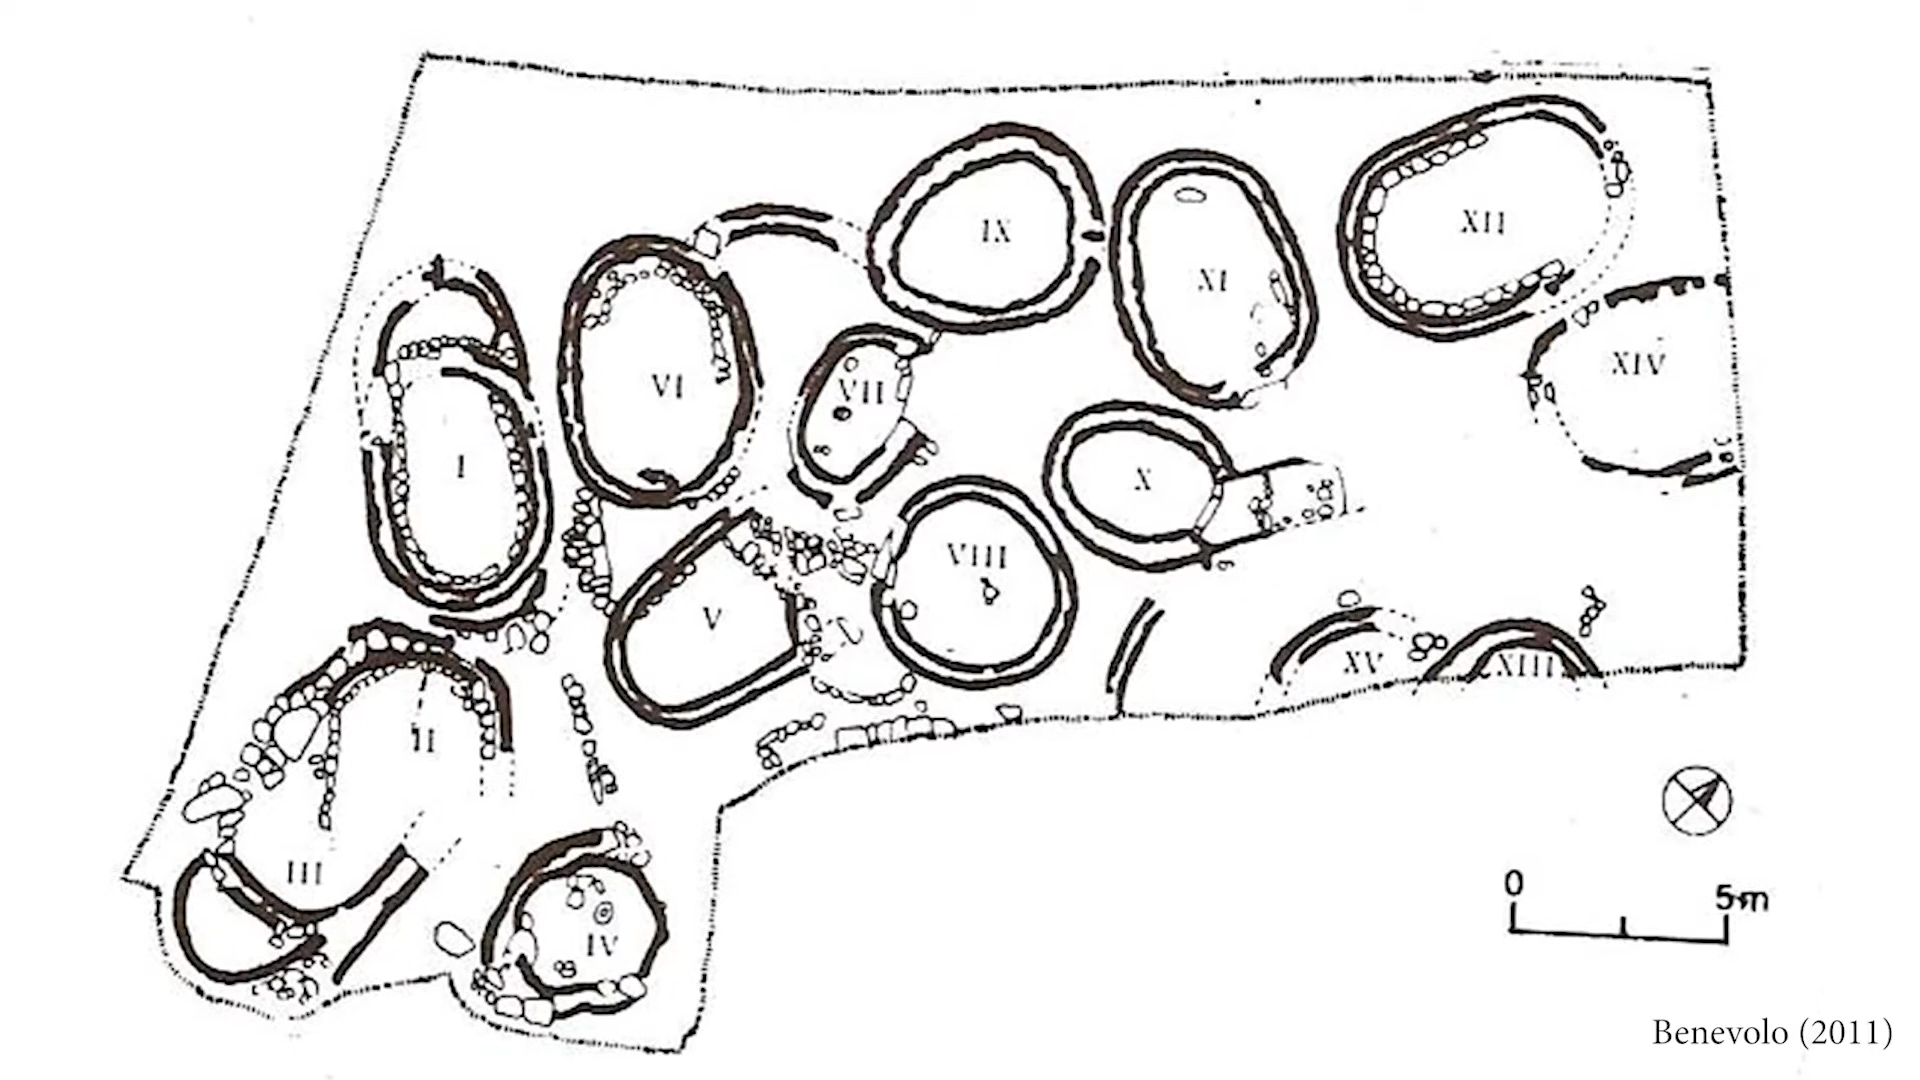 IX
XII
XI
XIV
VI
VII
I
X
VIII
V
XV
XIII
II
III
IV
0 5m
Benevolo (2011)